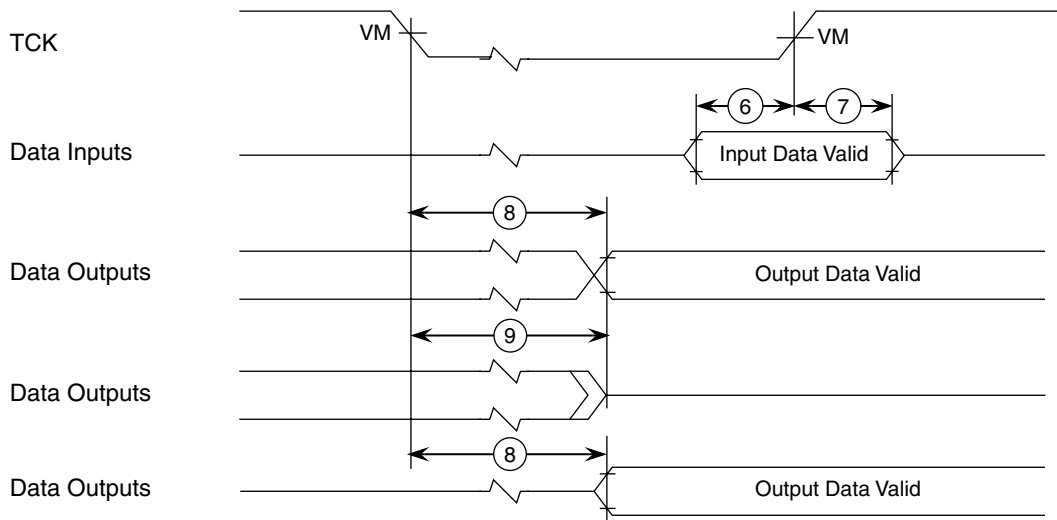 TCK
VM
VM
6
7
Data Inputs
Input Data Valid
8
Data Outputs
Output Data Valid
9
Data Outputs
8
Data Outputs
Output Data Valid